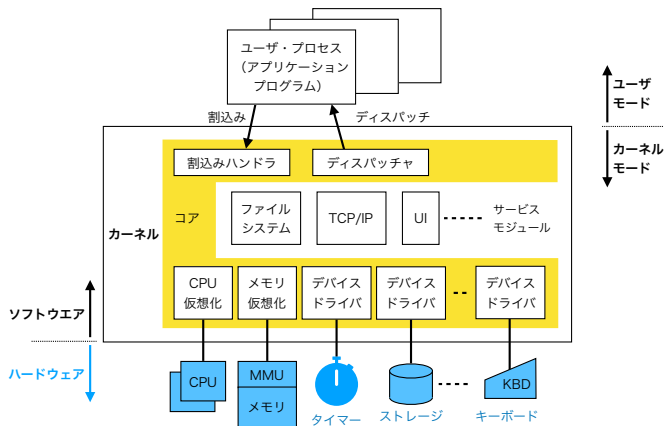 ユーザ・プロセス
（アプリケーション
プログラム）
割込み
ディスパッチ
ユーザ
モード
カーネル
モード
割込みハンドラ
ディスパッチャ
カーネル
コア
ファイル
システム
TCP/IP
UI
サービス
モジュール
CPU
仮想化
メモリ
仮想化
デバイス
ドライバ
デバイス
ドライバ
デバイス
ドライバ
ソフトウエア
ハードウェア
CPU
MMU
メモリ
タイマー
ストレージ
KBD
キーボード